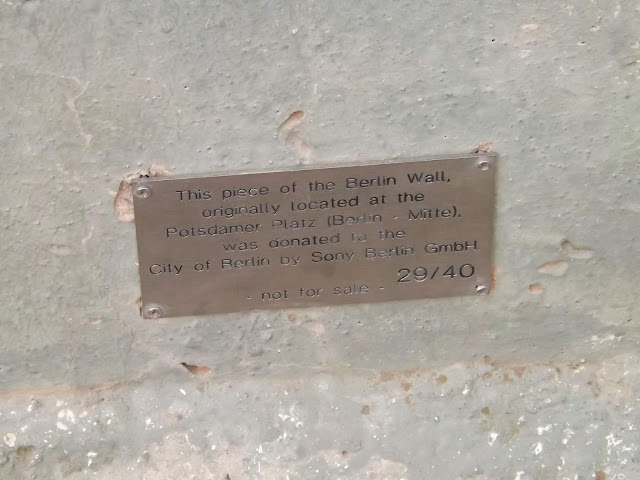 This piece of the Berlin Wall,
originally located at the
Potsdamer Platz (Berlin - Mitte),
was donated to the
City of Berlin by Sony Berlin GmbH
- not for sale - 29/40